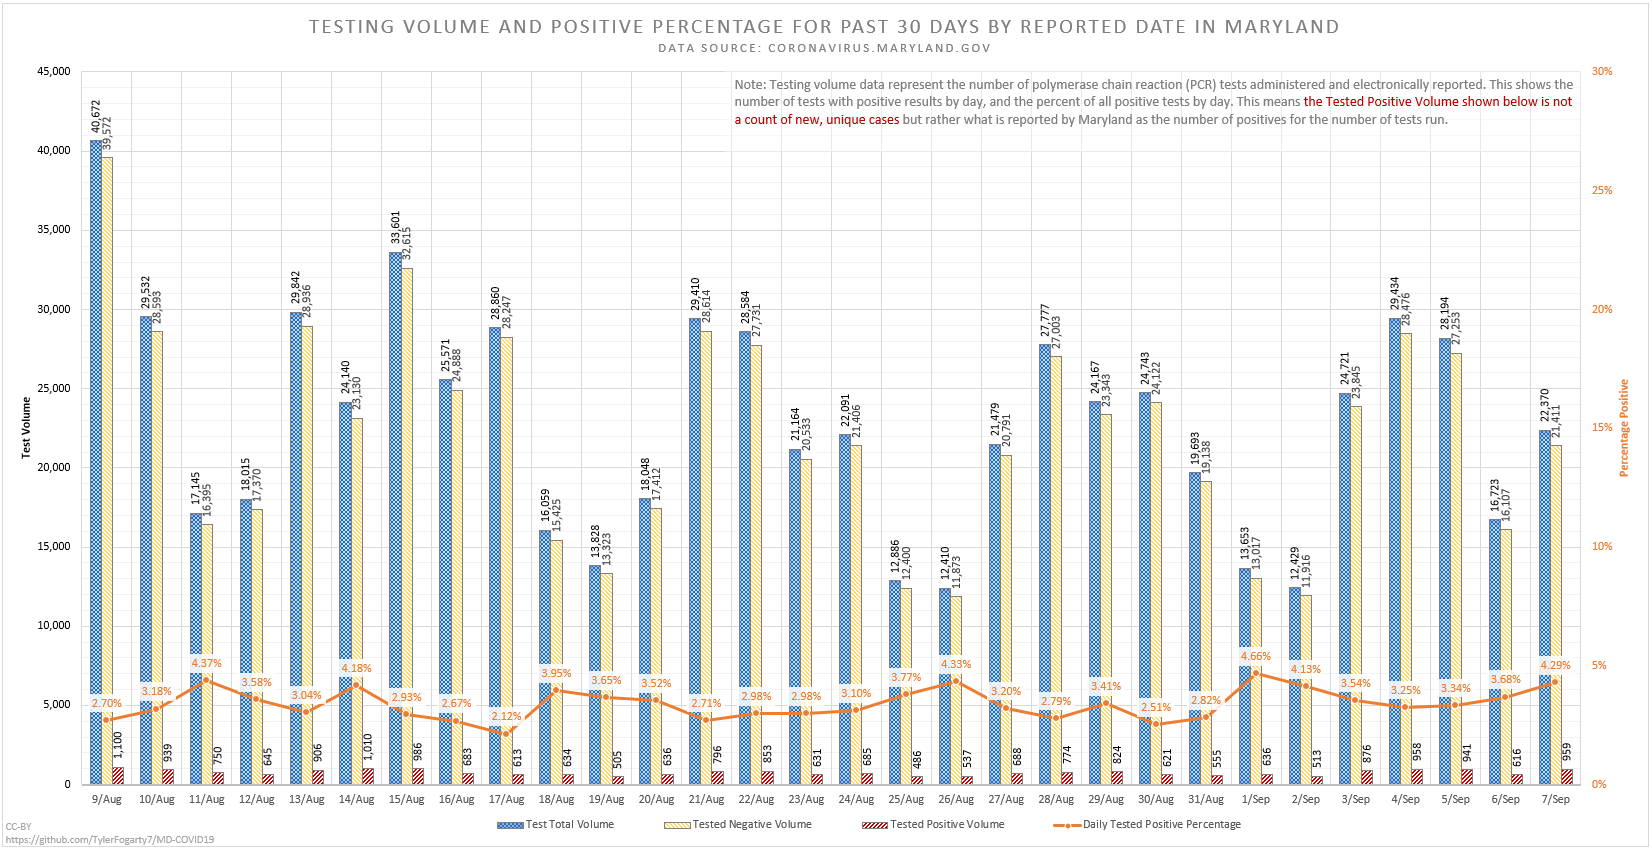 TESTING VOLUME AND POSITIVE PERCENTAGE FOR PAST 30 DAYS BY REPORTED DATE IN MARYLAND
DATA SOURCE: CORONAVIRUS.MARYLAND.GOV
Note: Testing volume data represent the number of polymerase chain reaction (PCR) tests administered and electronically reported. This shows the
number of tests with positive results by day, and the percent of all positive tests by day. This means the Tested Positive Volume shown below is not
a count of new, unique cases but rather what is reported by Maryland as the number of positives for the number of tests run.
45,000
40,000
35,000
30,000
25,000
20,000
15,000
10,000
5,000
0
Test Volume
30%
25%
20%
15%
10%
5%
0%
Percentage Positive
40,672 39,572 2.70% 1,100
29,532 28,593 3.18% 939
17,145 16,395 4.37% 750
18,015 17,370 3.58% 645
29,842 28,936 3.04% 906
24,140 23,130 4.18% 1,010
33,601 32,615 2.93% 986
25,571 24,888 2.67% 683
28,860 28,247 2.12% 613
16,059 15,425 3.95% 634
13,828 13,323 3.65% 505
18,048 17,412 3.52% 636
29,410 28,614 2.71% 796
28,584 27,731 2.98% 853
21,164 20,533 2.98% 631
22,091 21,406 3.10% 685
12,886 12,400 3.77% 486
12,410 11,873 4.33% 537
21,479 20,791 3.20% 688
27,777 27,003 2.79% 774
24,167 23,343 3.41% 824
24,743 24,122 2.51% 621
19,693 19,138 2.82% 555
13,653 13,017 4.66% 636
12,429 11,916 4.13% 513
24,721 23,845 3.54% 876
29,434 28,476 3.25% 958
28,194 27,253 3.34% 941
16,723 16,107 3.68% 616
22,370 21,411 4.29% 959
9/Aug 10/Aug 11/Aug 12/Aug 13/Aug 14/Aug 15/Aug 16/Aug 17/Aug 18/Aug 19/Aug 20/Aug 21/Aug 22/Aug 23/Aug 24/Aug 25/Aug 26/Aug 27/Aug 28/Aug 29/Aug 30/Aug 31/Aug 1/Sep 2/Sep 3/Sep 4/Sep 5/Sep 6/Sep 7/Sep
Test Total Volume Tested Negative Volume Tested Positive Volume Daily Tested Positive Percentage
CC-BY
https://github.com/TylerFogarty7/MD-COVID19